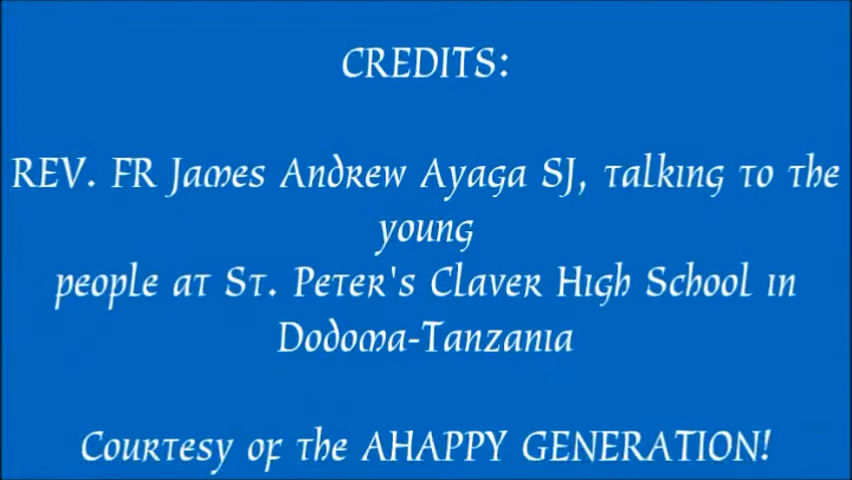 CREDITS:
REV. FR James Andrew Ayaga SJ, talking to the
young
people at St. Peter's Claver High School in
Dodoma-Tanzania
Courtesy of the AHAPPY GENERATION!